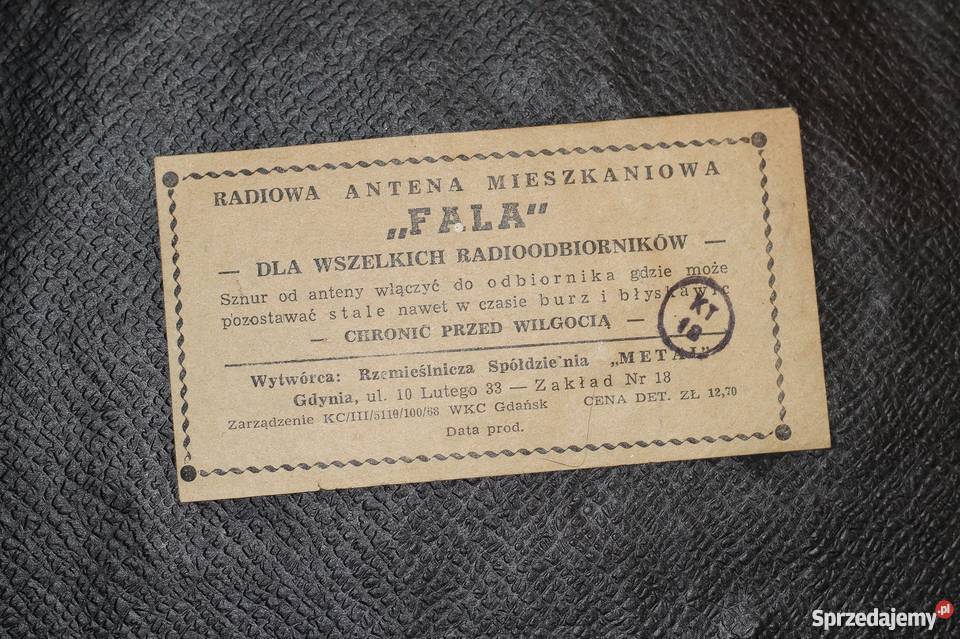 RADIOWA ANTENA MIESZKANIOWA
„FALA"
— DLA WSZELKICH RADIOODBIORNIKÓW —
Sznur od anteny włączyć do odbiornika gdzie może
pozostawać stale nawet w czasie burz i błyskawic
— CHRONIĆ PRZED WILGOCIĄ —
Wytwórca: Rzemieślnicza Spółdzielnia „METAL"
Gdynia, ul. 10 Lutego 33 — Zakład Nr 18
Zarządzenie KC/III/5110/100/68 WKC Gdańsk CENA DET. ZŁ 12,70
Data prod.
KT
18
Sprzedajemy.pl